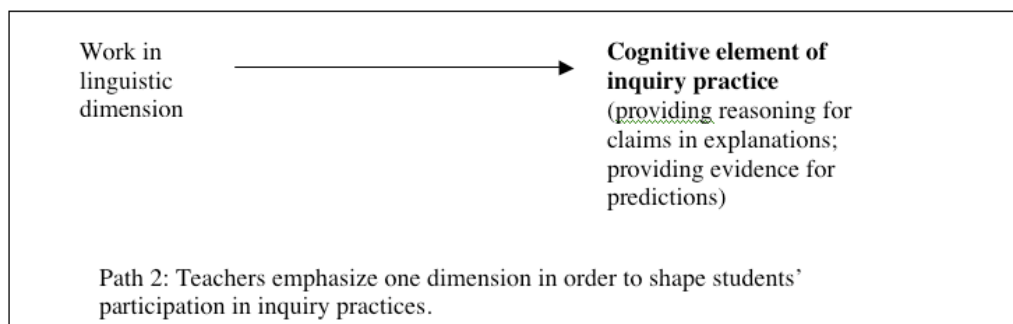 Work in
linguistic
dimension
Cognitive element of
inquiry practice
(providing reasoning for
claims in explanations;
providing evidence for
predictions)
Path 2: Teachers emphasize one dimension in order to shape students’
participation in inquiry practices.